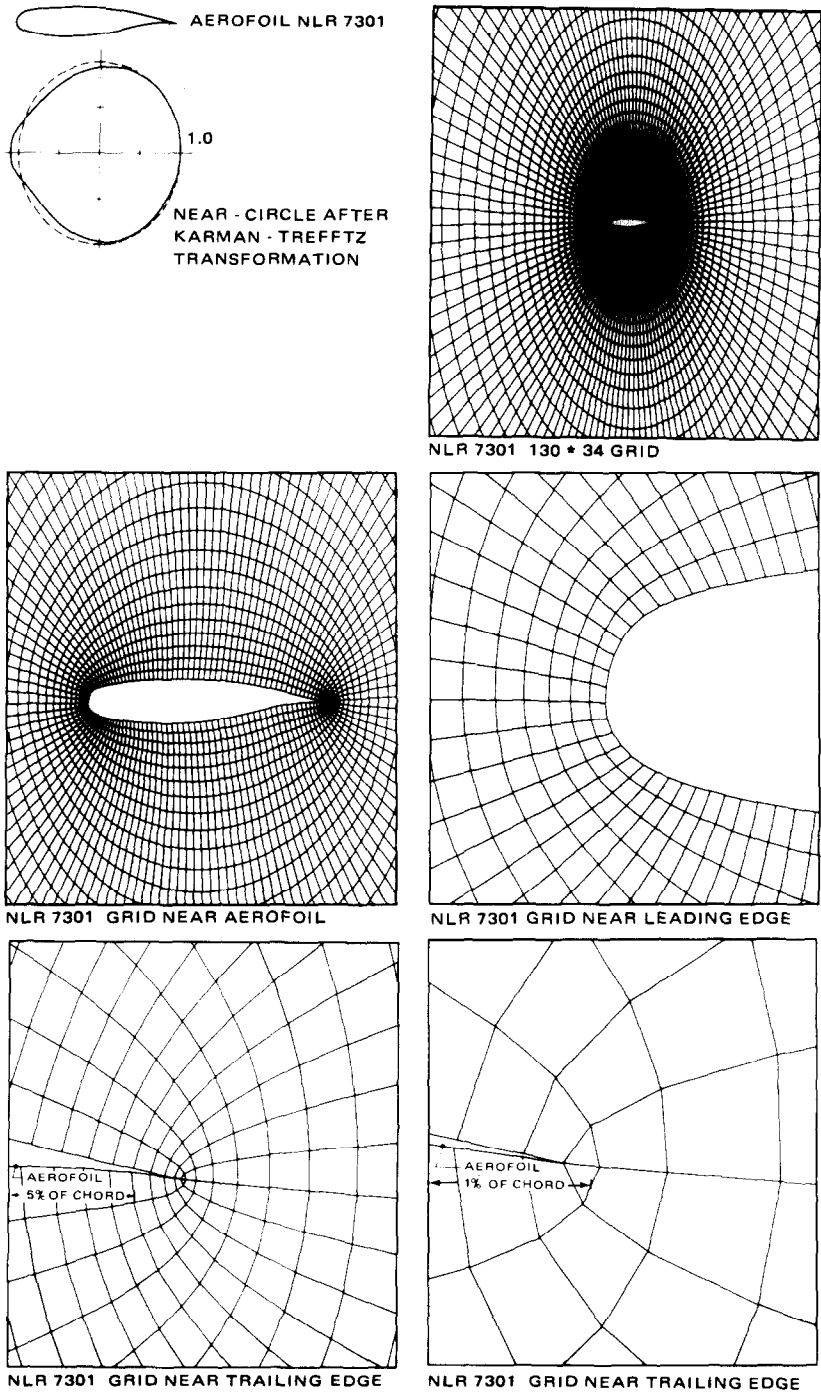 AEROFOIL NLR 7301
1.0
NEAR - CIRCLE AFTER
KARMAN - TREFFTZ
TRANSFORMATION
NLR 7301 130 * 34 GRID
NLR 7301 GRID NEAR AEROFOIL
NLR 7301 GRID NEAR LEADING EDGE
AEROFOIL
5% OF CHORD
NLR 7301 GRID NEAR TRAILING EDGE
AEROFOIL
1% OF CHORD
NLR 7301 GRID NEAR TRAILING EDGE